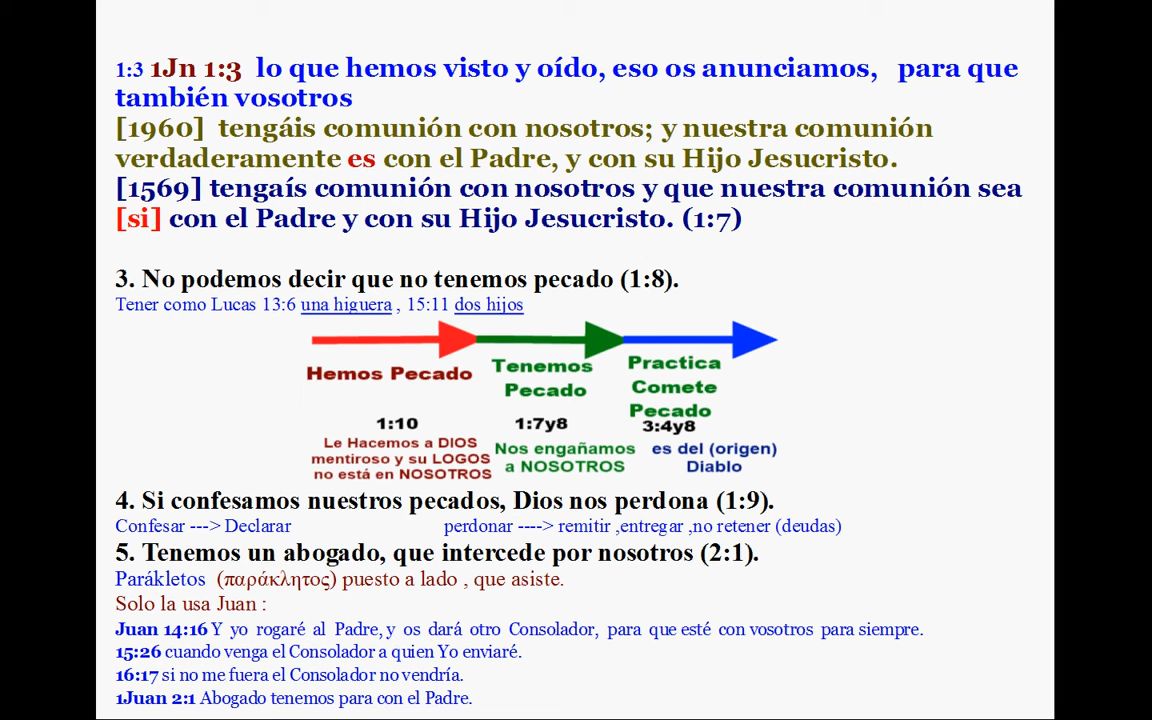 1:3 1Jn 1:3 lo que hemos visto y oído, eso os anunciamos, para que
también vosotros
[1960] tengáis comunión con nosotros; y nuestra comunión
verdaderamente es con el Padre, y con su Hijo Jesucristo.
[1569] tengaís comunión con nosotros y que nuestra comunión sea
[si] con el Padre y con su Hijo Jesucristo. (1:7)
3. No podemos decir que no tenemos pecado (1:8).
Tener como Lucas 13:6 una higuera , 15:11 dos hijos
Hemos Pecado
Tenemos
Pecado
Practica
Comete
Pecado
1:10
1:7y8
3:4y8
Le Hacemos a DIOS
mentiroso y su LOGOS
no está en NOSOTROS
Nos engañamos
a NOSOTROS
es del (origen)
Diablo
4. Si confesamos nuestros pecados, Dios nos perdona (1:9).
Confesar ---> Declarar perdonar ----> remitir ,entregar ,no retener (deudas)
5. Tenemos un abogado, que intercede por nosotros (2:1).
Parákletos (παράκλητος) puesto a lado , que asiste.
Solo la usa Juan :
Juan 14:16 Y yo rogaré al Padre, y os dará otro Consolador, para que esté con vosotros para siempre.
15:26 cuando venga el Consolador a quien Yo enviaré.
16:17 si no me fuera el Consolador no vendría.
1Juan 2:1 Abogado tenemos para con el Padre.